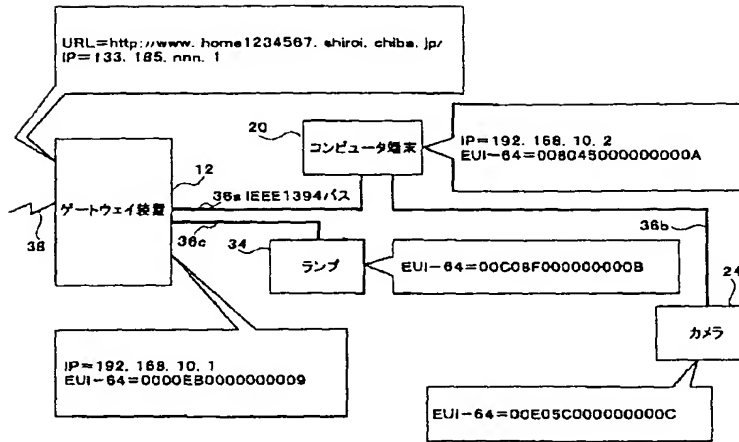 URL=http://www.home1234567.shiroi.chiba.jp/
IP=133.185.nnn.1
20
コンピュータ端末
IP=192.168.10.2
EUI-64=008045000000000A
12
ゲートウェイ装置
36a IEEE1394バス
36c
36b
38
34
ランプ
EUI-64=00C08F000000000B
24
カメラ
IP=192.168.10.1
EUI-64=0000EB0000000009
EUI-64=00E05C000000000C